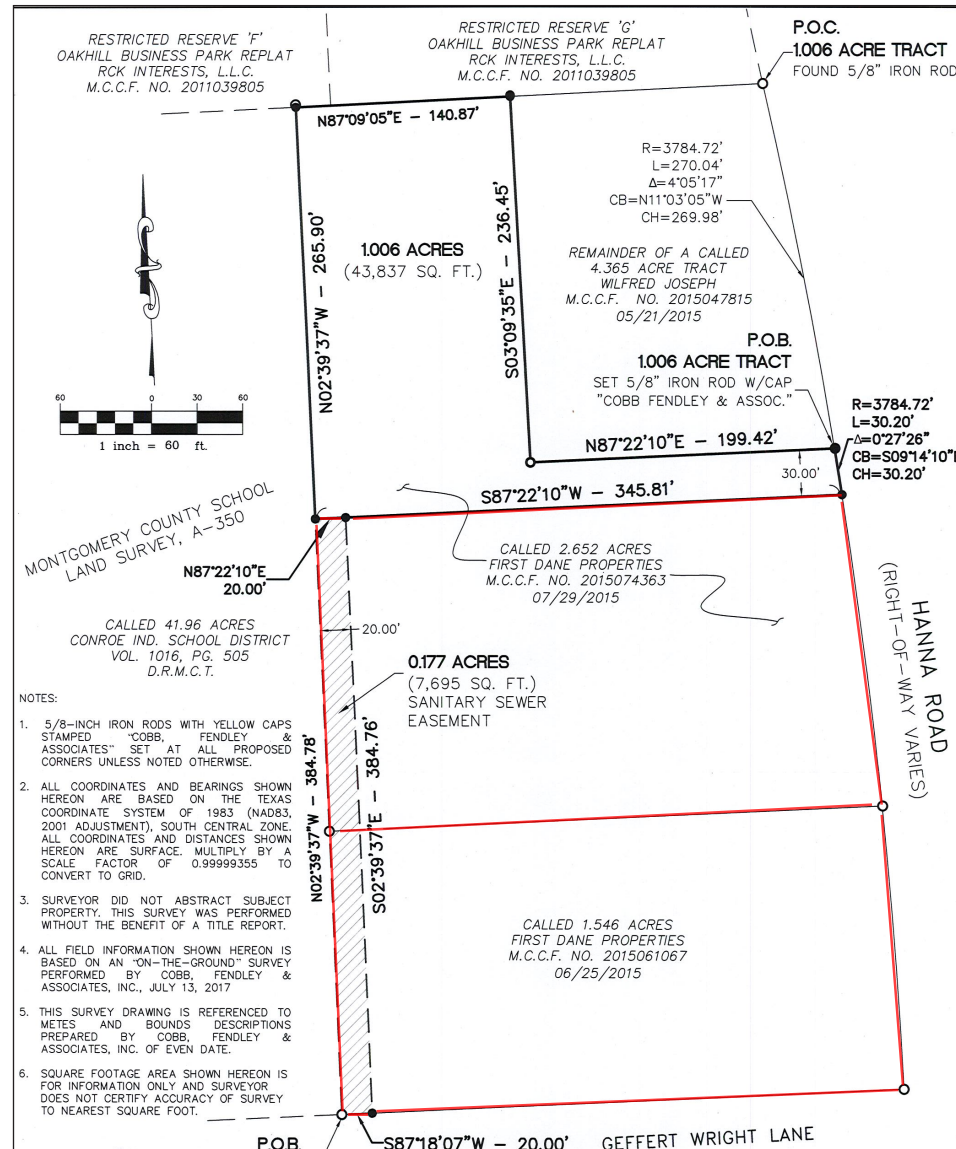 RESTRICTED RESERVE 'F'
OAKHILL BUSINESS PARK REPLAT
RCK INTERESTS, L.L.C.
M.C.C.F. NO. 2011039805
RESTRICTED RESERVE 'G'
OAKHILL BUSINESS PARK REPLAT
RCK INTERESTS, L.L.C.
M.C.C.F. NO. 2011039805
P.O.C.
1.006 ACRE TRACT
FOUND 5/8" IRON ROD
N87°09'05"E - 140.87'
R=3784.72'
L=270.04'
Δ=4°05'17"
CB=N11°03'05"W
CH=269.98'
N02°39'37"W - 265.90'
1.006 ACRES
(43,837 SQ. FT.)
S03°09'35"E - 236.45'
REMAINDER OF A CALLED
4.365 ACRE TRACT
WILFRED JOSEPH
M.C.C.F. NO. 2015047815
05/21/2015
P.O.B.
1.006 ACRE TRACT
SET 5/8" IRON ROD W/CAP
"COBB FENDLEY & ASSOC."
60 0 30 60
1 inch = 60 ft.
R=3784.72'
L=30.20'
Δ=0°27'26"
CB=S09°14'10"E
CH=30.20'
N87°22'10"E - 199.42'
30.00'
S87°22'10"W - 345.81'
MONTGOMERY COUNTY SCHOOL
LAND SURVEY, A-350
N87°22'10"E
20.00'
CALLED 2.652 ACRES
FIRST DANE PROPERTIES
M.C.C.F. NO. 2015074363
07/29/2015
HANNA ROAD
(RIGHT-OF-WAY VARIES)
CALLED 41.96 ACRES
CONROE IND. SCHOOL DISTRICT
VOL. 1016, PG. 505
D.R.M.C.T.
20.00'
0.177 ACRES
(7,695 SQ. FT.)
SANITARY SEWER
EASEMENT
N02°39'37"W - 384.78'
S02°39'37"E - 384.76'
NOTES:
1. 5/8-INCH IRON RODS WITH YELLOW CAPS
STAMPED "COBB, FENDLEY &
ASSOCIATES" SET AT ALL PROPOSED
CORNERS UNLESS NOTED OTHERWISE.
2. ALL COORDINATES AND BEARINGS SHOWN
HEREON ARE BASED ON THE TEXAS
COORDINATE SYSTEM OF 1983 (NAD83,
2001 ADJUSTMENT), SOUTH CENTRAL ZONE.
ALL COORDINATES AND DISTANCES SHOWN
HEREON ARE SURFACE. MULTIPLY BY A
SCALE FACTOR OF 0.99999355 TO
CONVERT TO GRID.
3. SURVEYOR DID NOT ABSTRACT SUBJECT
PROPERTY. THIS SURVEY WAS PERFORMED
WITHOUT THE BENEFIT OF A TITLE REPORT.
4. ALL FIELD INFORMATION SHOWN HEREON IS
BASED ON AN "ON-THE-GROUND" SURVEY
PERFORMED BY COBB, FENDLEY &
ASSOCIATES, INC., JULY 13, 2017
5. THIS SURVEY DRAWING IS REFERENCED TO
METES AND BOUNDS DESCRIPTIONS
PREPARED BY COBB, FENDLEY &
ASSOCIATES, INC. OF EVEN DATE.
6. SQUARE FOOTAGE AREA SHOWN HEREON IS
FOR INFORMATION ONLY AND SURVEYOR
DOES NOT CERTIFY ACCURACY OF SURVEY
TO NEAREST SQUARE FOOT.
CALLED 1.546 ACRES
FIRST DANE PROPERTIES
M.C.C.F. NO. 2015061067
06/25/2015
P.O.B.
S87°18'07"W - 20.00'
GEFFERT WRIGHT LANE